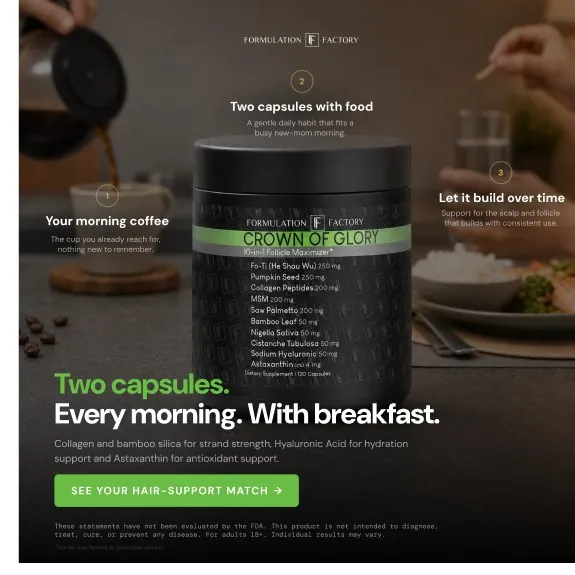 FORMULATION F FACTORY
2
Two capsules with food
A gentle daily habit that fits a
busy new-mom morning.
1
Your morning coffee
The cup you already reach for,
nothing new to remember.
3
Let it build over time
Support for the scalp and follicle
that builds with consistent use.
FORMULATION F FACTORY
CROWN OF GLORY
10-in-1 Follicle Maximizer*
Fo-Ti (He Shou Wu) 250 mg
Pumpkin Seed 250 mg
Collagen Peptides 200 mg
MSM 200 mg
Saw Palmetto 200 mg
Bamboo Leaf 50 mg
Nigella Sativa 50 mg
Cistanche Tubulosa 50 mg
Sodium Hyaluronic 50 mg
Astaxanthin 4 mg
Dietary Supplement | 120 Capsules
Two capsules.
Every morning. With breakfast.
Collagen and bamboo silica for strand strength, Hyaluronic Acid for hydration
support and Astaxanthin for antioxidant support.
SEE YOUR HAIR-SUPPORT MATCH →
These statements have not been evaluated by the FDA. This product is not intended to diagnose,
treat, cure, or prevent any disease. For adults 18+. Individual results may vary.